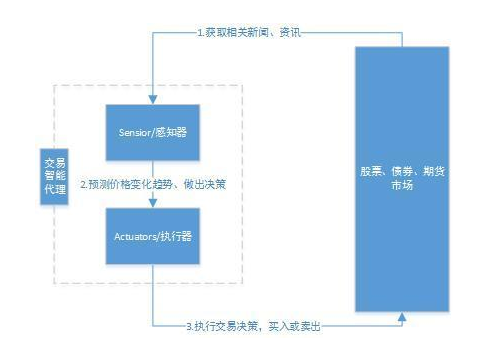 1.获取相关新闻、资讯
Sensior/感知器
交易
智能
代理
2.预测价格变化趋势、做出决策
股票、债券、期货
市场
Actuators/执行器
3.执行交易决策，买入或卖出